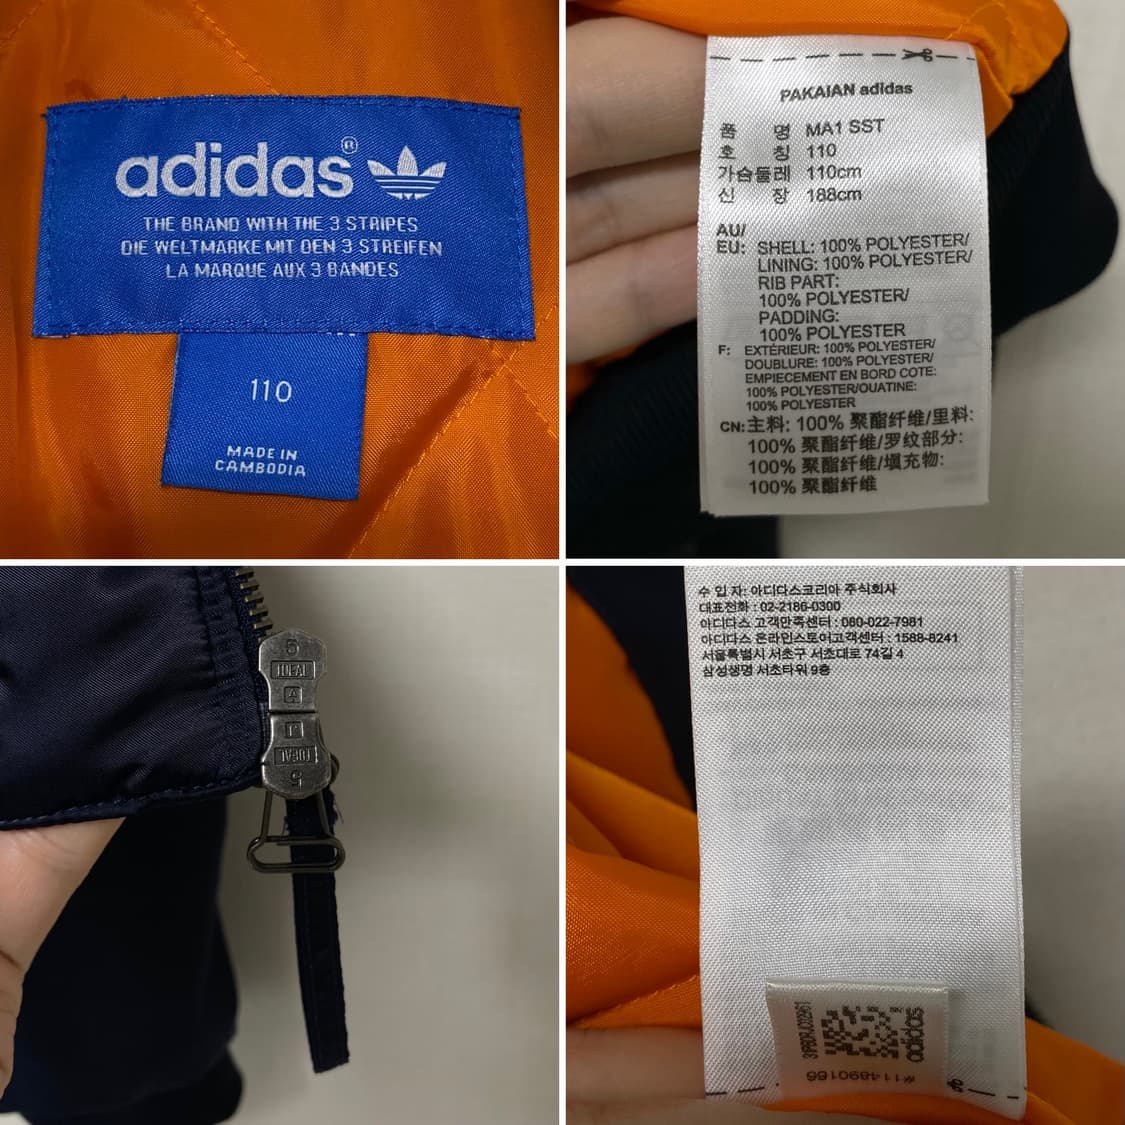 adidas®
THE BRAND WITH THE 3 STRIPES
DIE WELTMARKE MIT DEN 3 STREIFEN
LA MARQUE AUX 3 BANDES
110
MADE IN
CAMBODIA
PAKAIAN adidas
품 명 MA1 SST
호 칭 110
가슴둘레 110cm
신 장 188cm
AU/
EU: SHELL: 100% POLYESTER/
LINING: 100% POLYESTER/
RIB PART:
100% POLYESTER/
PADDING:
100% POLYESTER
F: EXTÉRIEUR: 100% POLYESTER/
DOUBLURE: 100% POLYESTER/
EMPIECEMENT EN BORD COTE:
100% POLYESTER/OUATINE:
100% POLYESTER
CN: 主料: 100% 聚酯纤维/里料:
100% 聚酯纤维/罗纹部分:
100% 聚酯纤维/填充物:
100% 聚酯纤维
5
IDEAL
A
IDEAL
5
수 입 자: 아디다스코리아 주식회사
대표전화 : 02-2186-0300
아디다스 고객만족센터 : 080-022-7981
아디다스 온라인스토어고객센터 : 1588-8241
서울특별시 서초구 서초대로 74길 4
삼성생명 서초타워 9층
adidas
#114890166